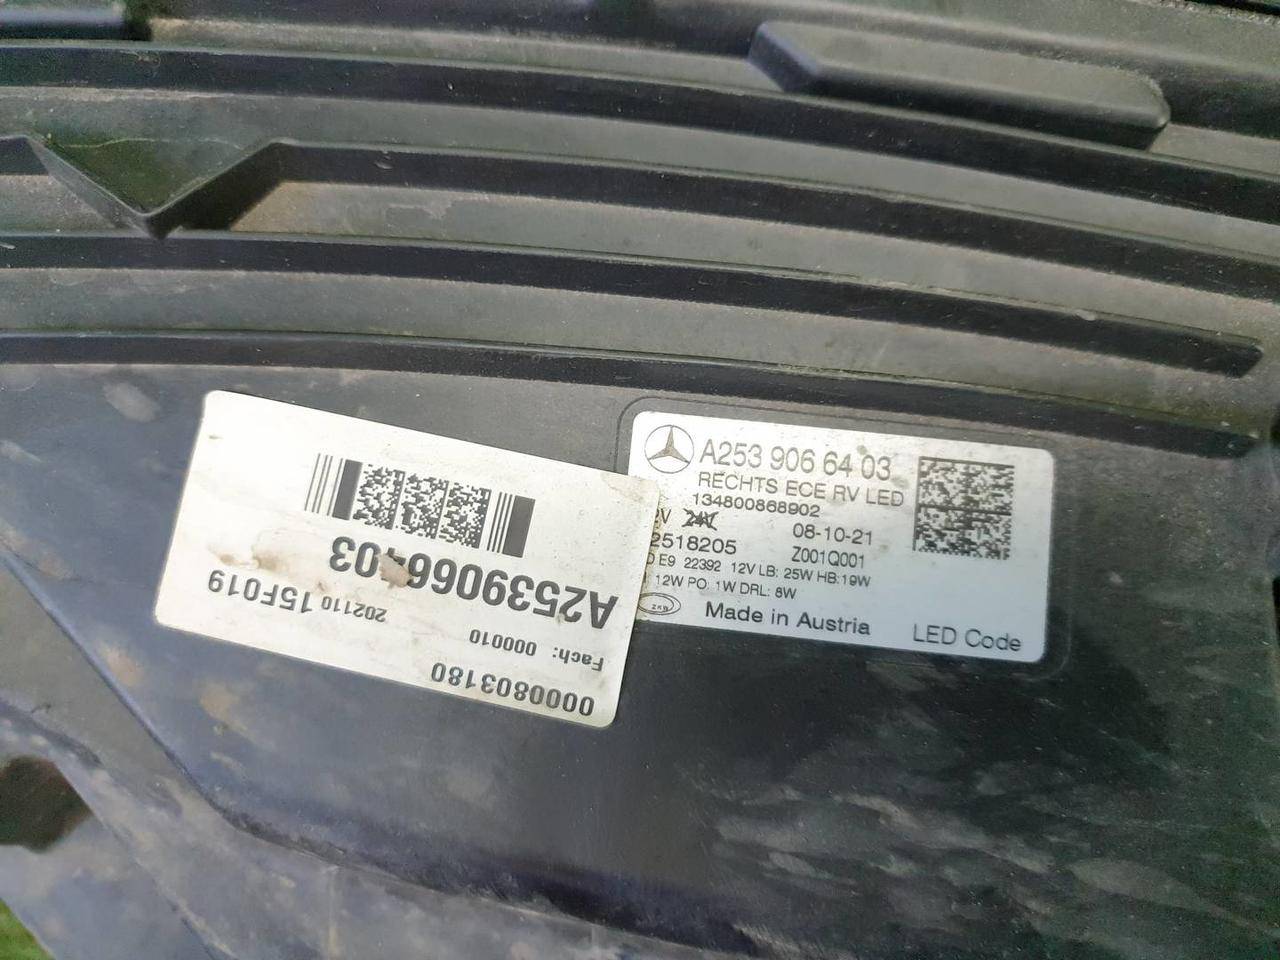 A253 906 64 03
RECHTS ECE RV LED
134800868902
V 24V 08-10-21
2518205 Z001Q001
E9 22392 12V LB: 25W HB: 19W
12W PO: 1W DRL: 8W
ZKW
Made in Austria
LED Code
0000803180
Fach: 000010
A2539066403
202110 15F019